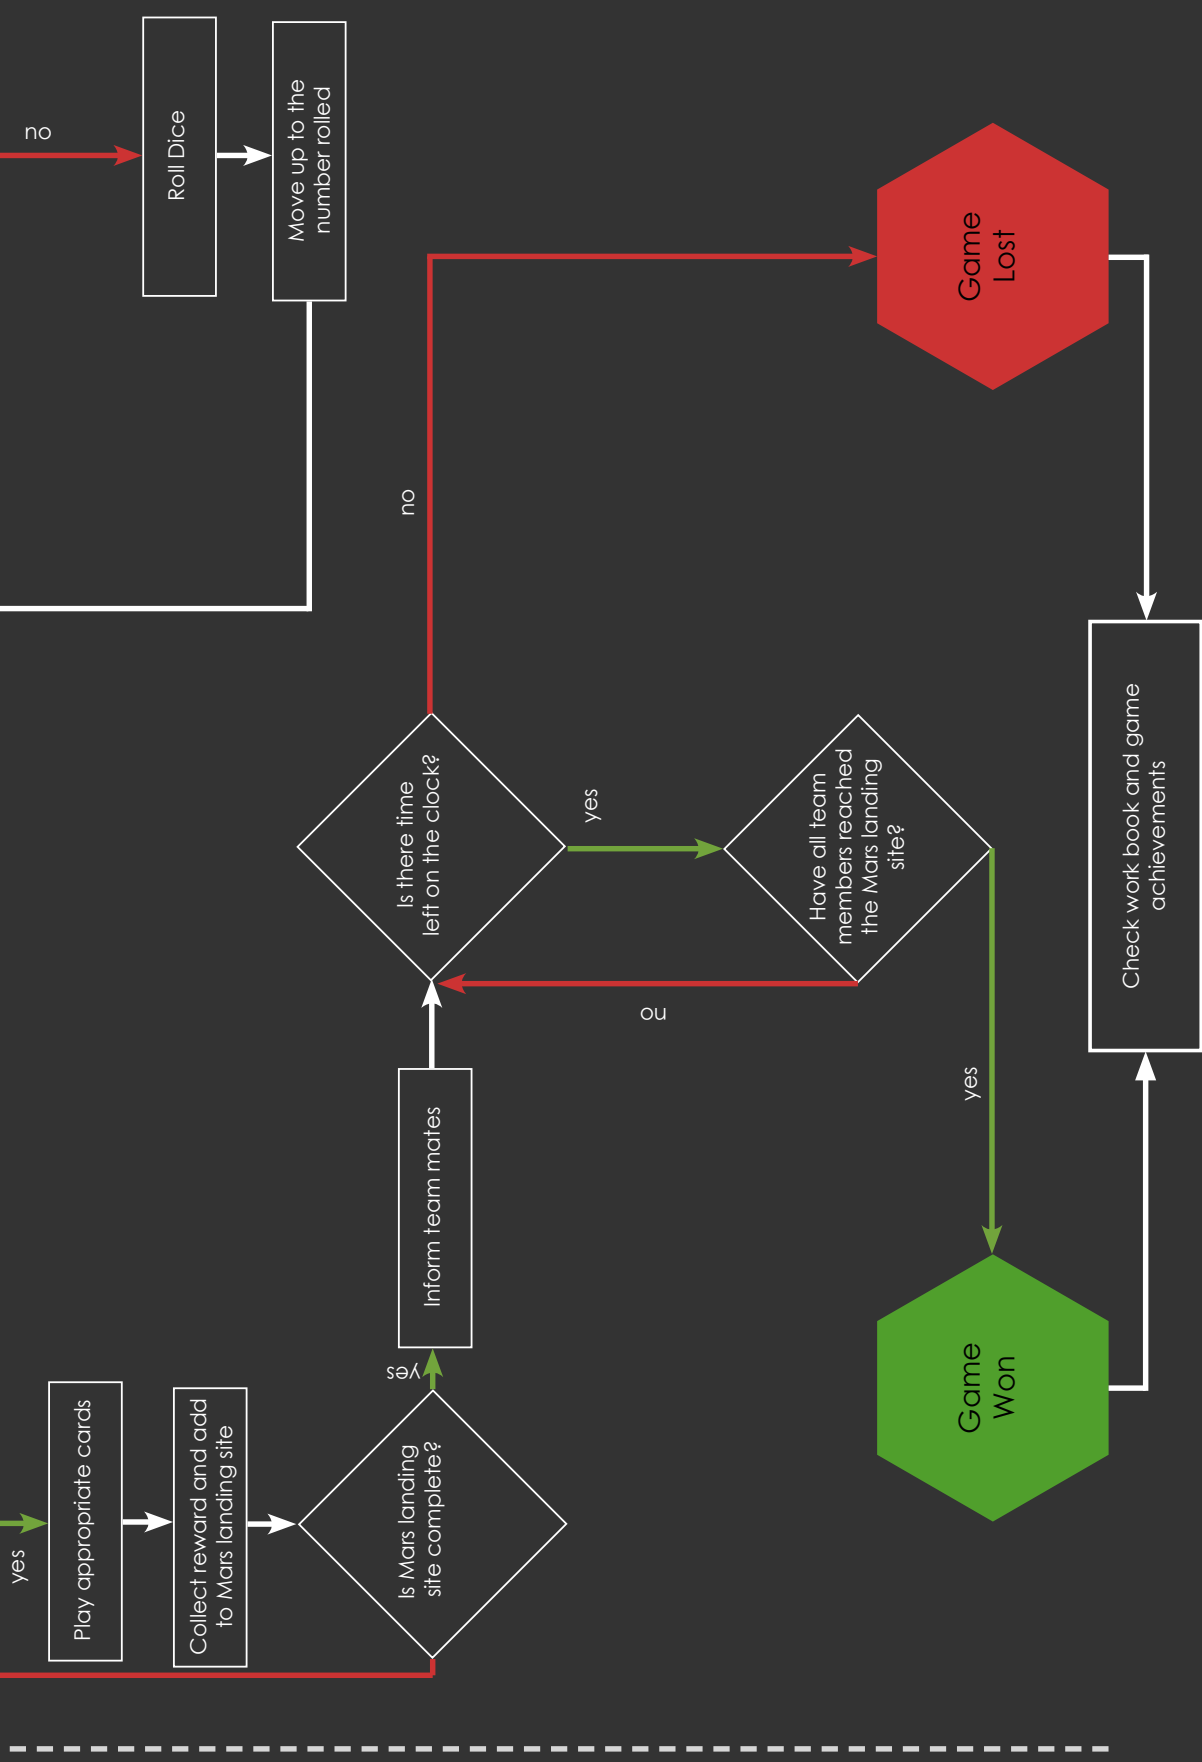 no
Roll Dice
Move up to the
number rolled
no
Game
Lost
Is there time
left on the clock?
yes
Have all team
members reached
the Mars landing
site?
no
Inform team mates
yes
Check work book and game
achievements
yes
Game
Won
yes
Play appropriate cards
Collect reward and add
to Mars landing site
Is Mars landing
site complete?